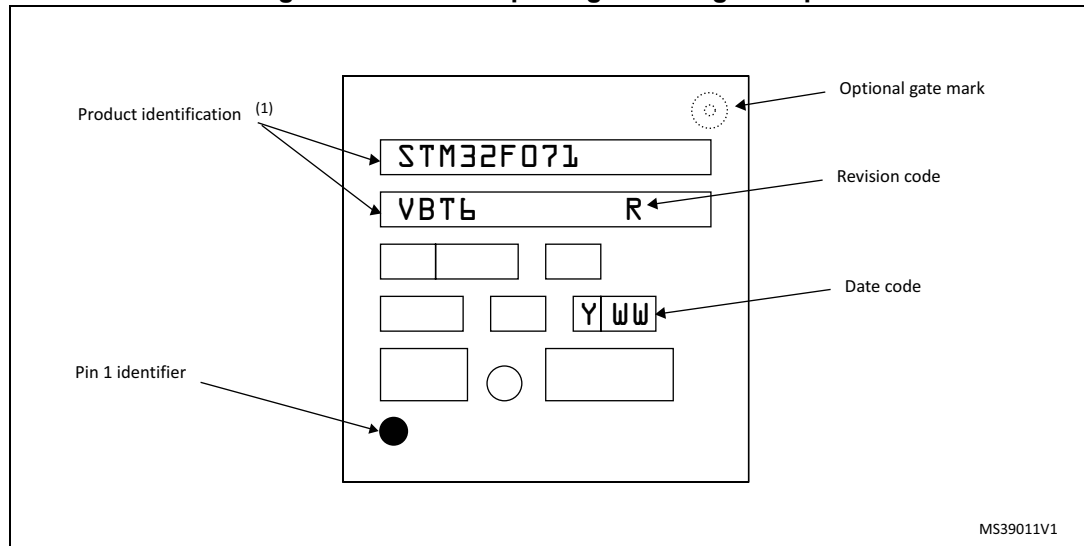 Optional gate mark
Product identification (1)
STM32F071
Revision code
VBT6 R
Date code
Y WW
Pin 1 identifier
MS39011V1